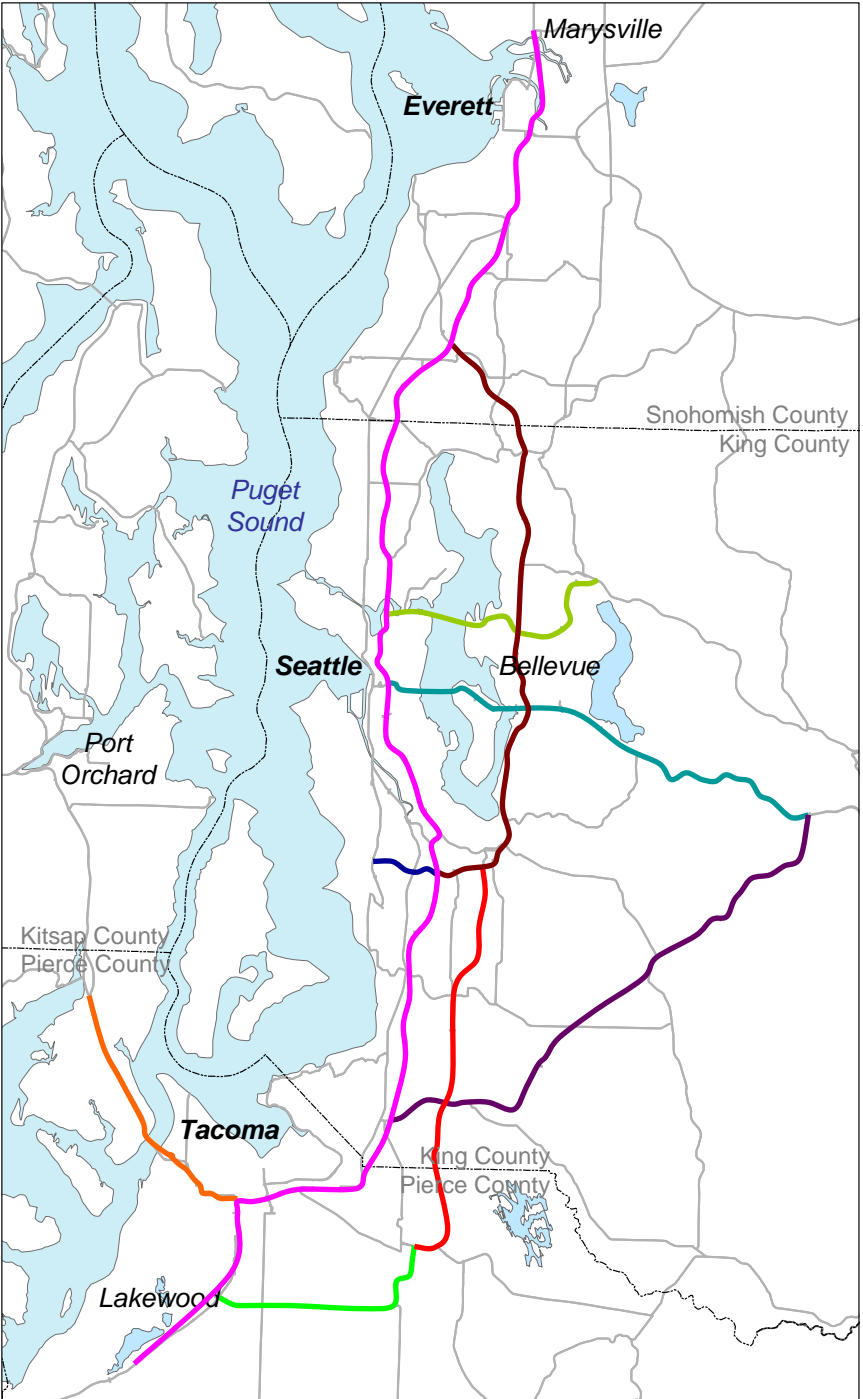 Marysville
Everett
Snohomish County
King County
Puget
Sound
Seattle
Bellevue
Port
Orchard
Kitsap County
Pierce County
Tacoma
King County
Pierce County
Lakewood